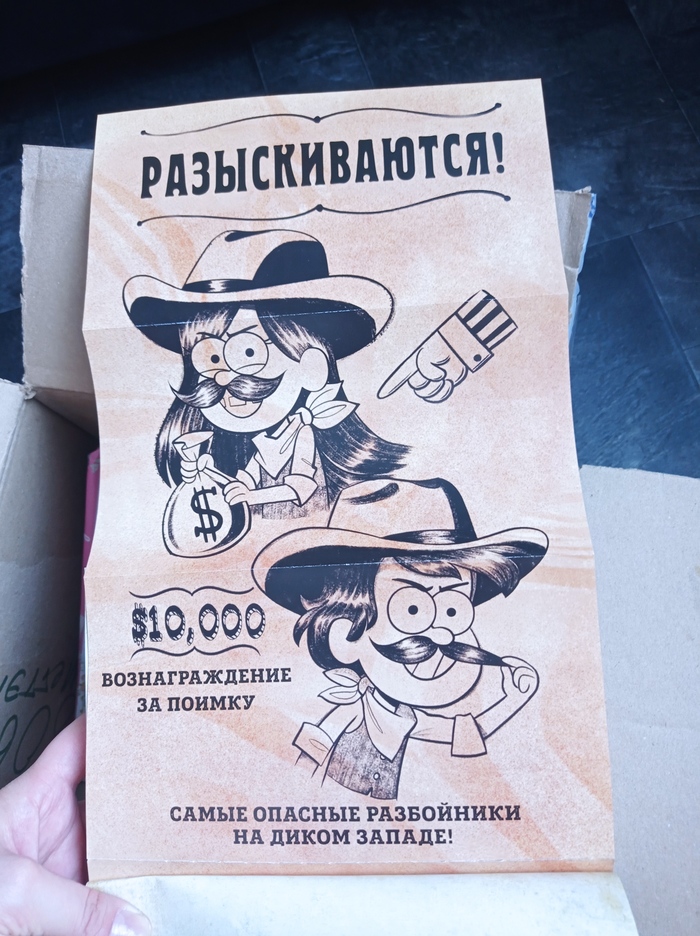 РАЗЫСКИВАЮТСЯ!
$
$10,000
ВОЗНАГРАЖДЕНИЕ
ЗА ПОИМКУ
САМЫЕ ОПАСНЫЕ РАЗБОЙНИКИ
НА ДИКОМ ЗАПАДЕ!